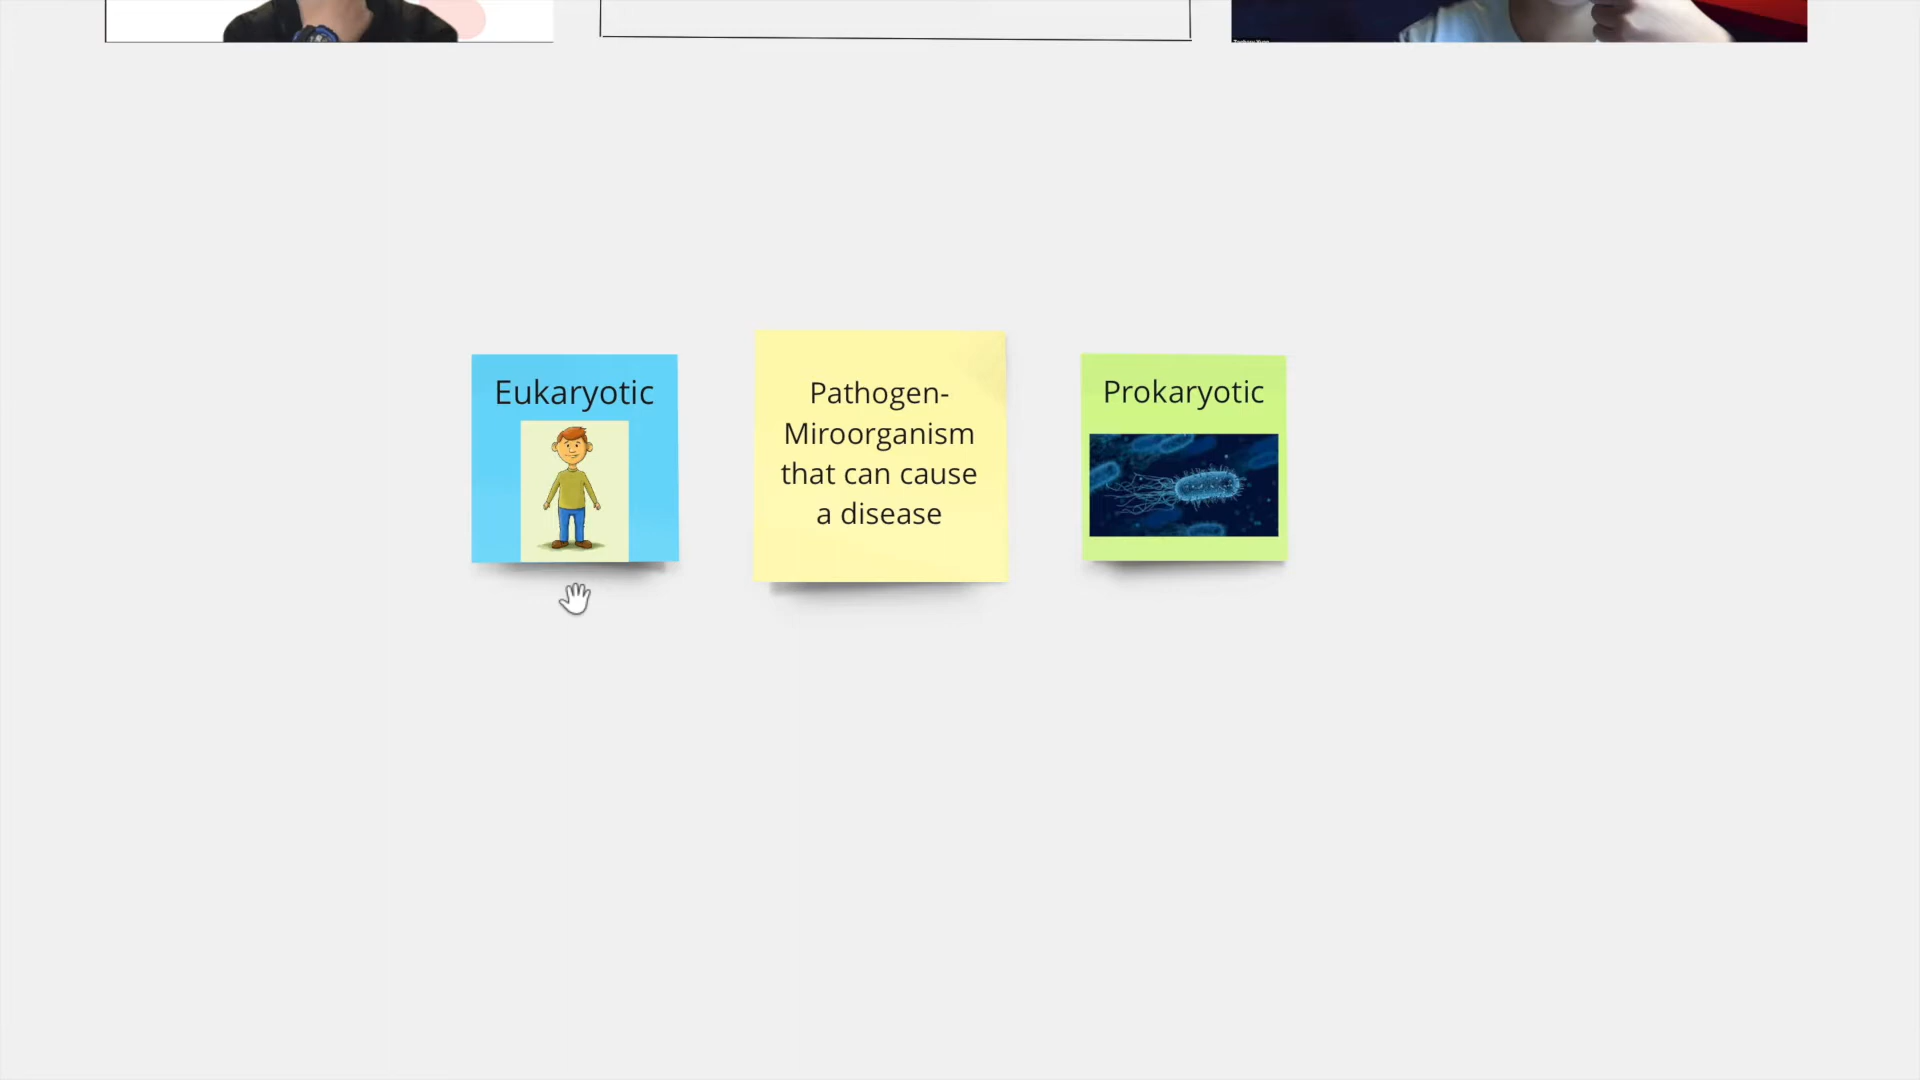 Eukaryotic
Pathogen-
Miroorganism
that can cause
a disease
Prokaryotic